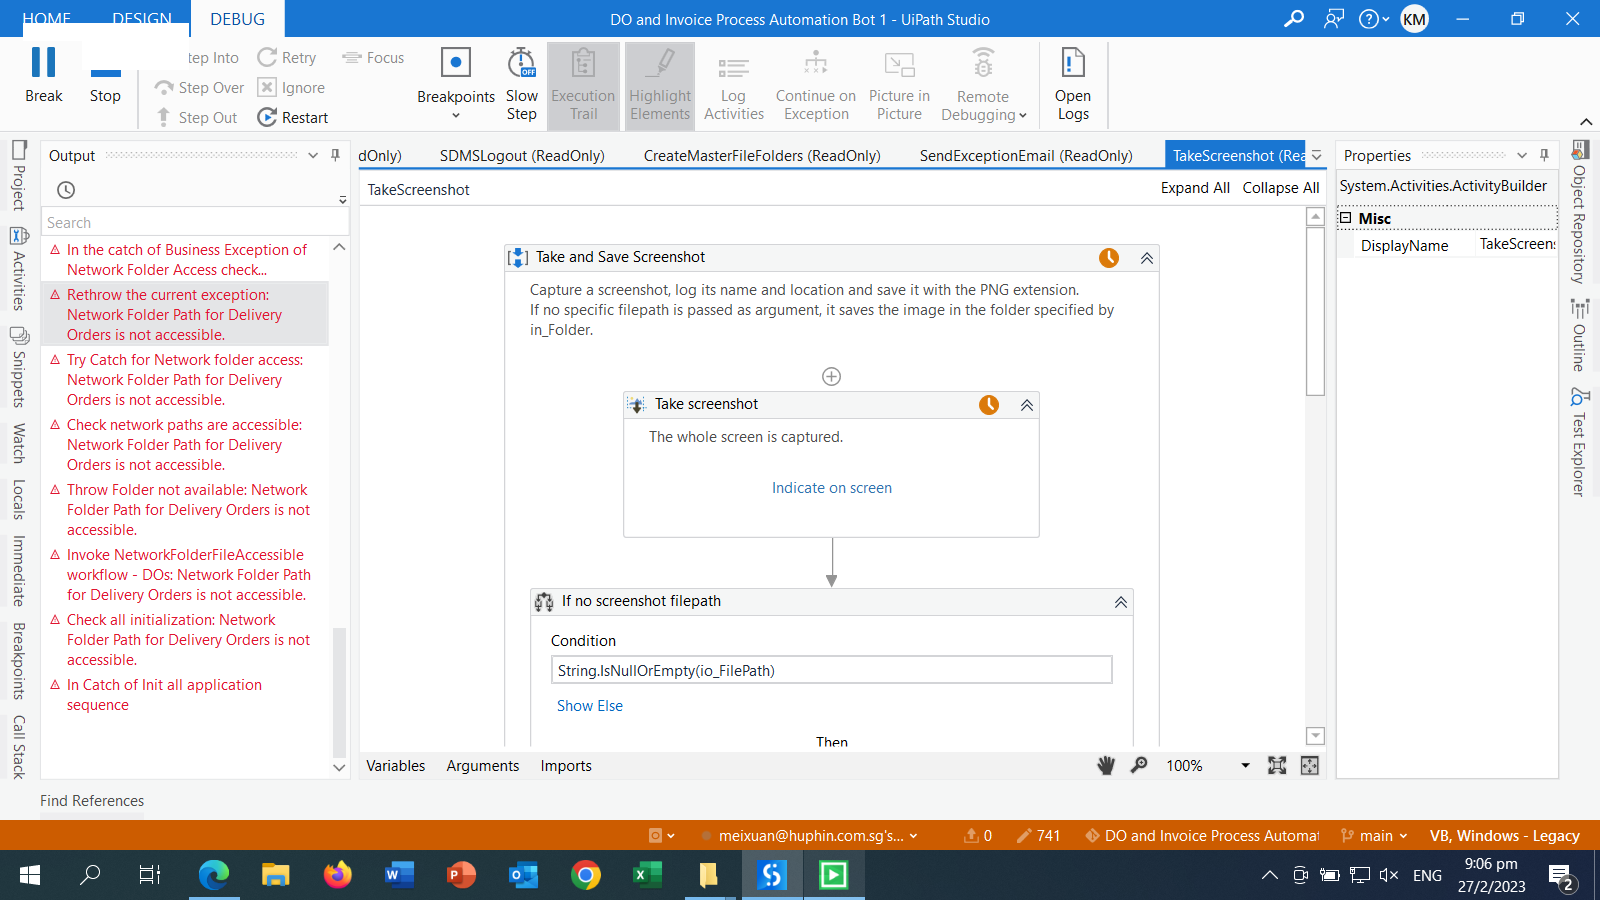 HOME DESIGN DEBUG
DO and Invoice Process Automation Bot 1 - UiPath Studio
KM
Break
Stop
tep Into
Step Over
Step Out
Retry
Ignore
Restart
Focus
Breakpoints
Slow
Step
OFF
Execution
Trail
Highlight
Elements
Log
Activities
Continue on
Exception
Picture in
Picture
Remote
Debugging
Open
Logs
Project
Activities
Snippets
Watch
Locals
Immediate
Breakpoints
Call Stack
Output
Search
In the catch of Business Exception of
Network Folder Access check...
Rethrow the current exception:
Network Folder Path for Delivery
Orders is not accessible.
Try Catch for Network folder access:
Network Folder Path for Delivery
Orders is not accessible.
Check network paths are accessible:
Network Folder Path for Delivery
Orders is not accessible.
Throw Folder not available: Network
Folder Path for Delivery Orders is not
accessible.
Invoke NetworkFolderFileAccessible
workflow - DOs: Network Folder Path
for Delivery Orders is not accessible.
Check all initialization: Network
Folder Path for Delivery Orders is not
accessible.
In Catch of Init all application
sequence
dOnly) SDMSLogout (ReadOnly) CreateMasterFileFolders (ReadOnly) SendExceptionEmail (ReadOnly) TakeScreenshot (Rea
TakeScreenshot
Expand All Collapse All
Take and Save Screenshot
Capture a screenshot, log its name and location and save it with the PNG extension.
If no specific filepath is passed as argument, it saves the image in the folder specified by
in_Folder.
Take screenshot
The whole screen is captured.
Indicate on screen
If no screenshot filepath
Condition
String.IsNullOrEmpty(io_FilePath)
Show Else
Then
Variables Arguments Imports
100%
Properties
System.Activities.ActivityBuilder
Misc
DisplayName TakeScreens
Object Repository
Outline
Test Explorer
Find References
meixuan@huphin.com.sg's... 0 741 DO and Invoice Process Automat main VB, Windows - Legacy
ENG
9:06 pm
27/2/2023
2